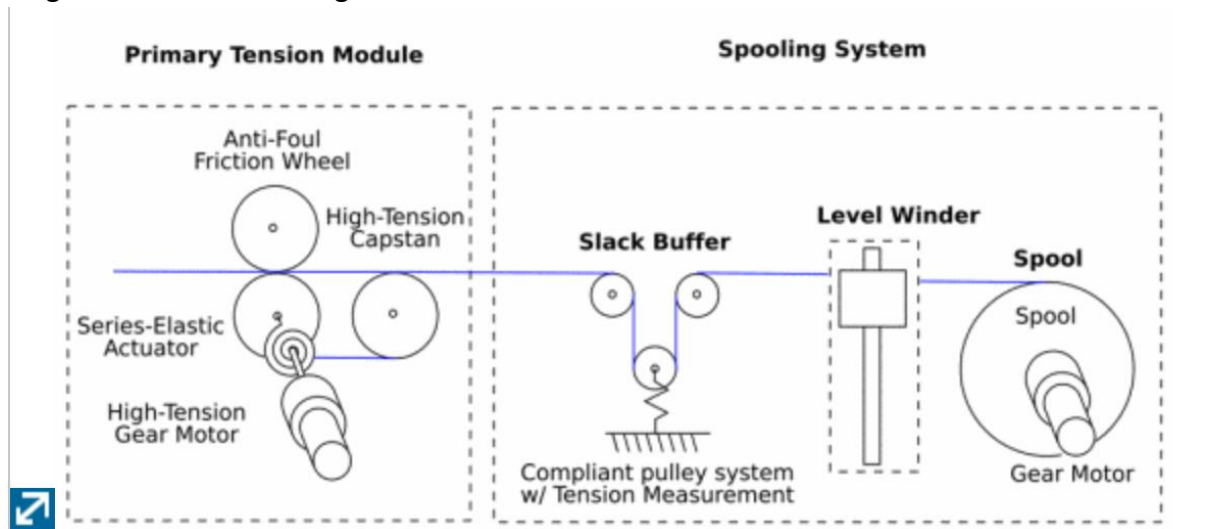 Primary Tension Module
Spooling System
Anti-Foul
Friction Wheel
High-Tension
Capstan
Series-Elastic
Actuator
High-Tension
Gear Motor
Slack Buffer
Compliant pulley system
w/ Tension Measurement
Level Winder
Spool
Spool
Gear Motor